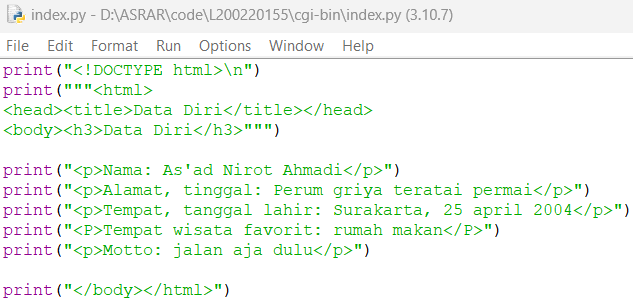 index.py - D:\ASRAR\code\L200220155\cgi-bin\index.py (3.10.7)
File Edit Format Run Options Window Help
print("<!DOCTYPE html>\n")
print("""<html>
<head><title>Data Diri</title></head>
<body><h3>Data Diri</h3>""")
print("<p>Nama: As'ad Nirot Ahmadi</p>")
print("<p>Alamat, tinggal: Perum griya teratai permai</p>")
print("<p>Tempat, tanggal lahir: Surakarta, 25 april 2004</p>")
print("<P>Tempat wisata favorit: rumah makan</P>")
print("<p>Motto: jalan aja dulu</p>")
print("</body></html>")